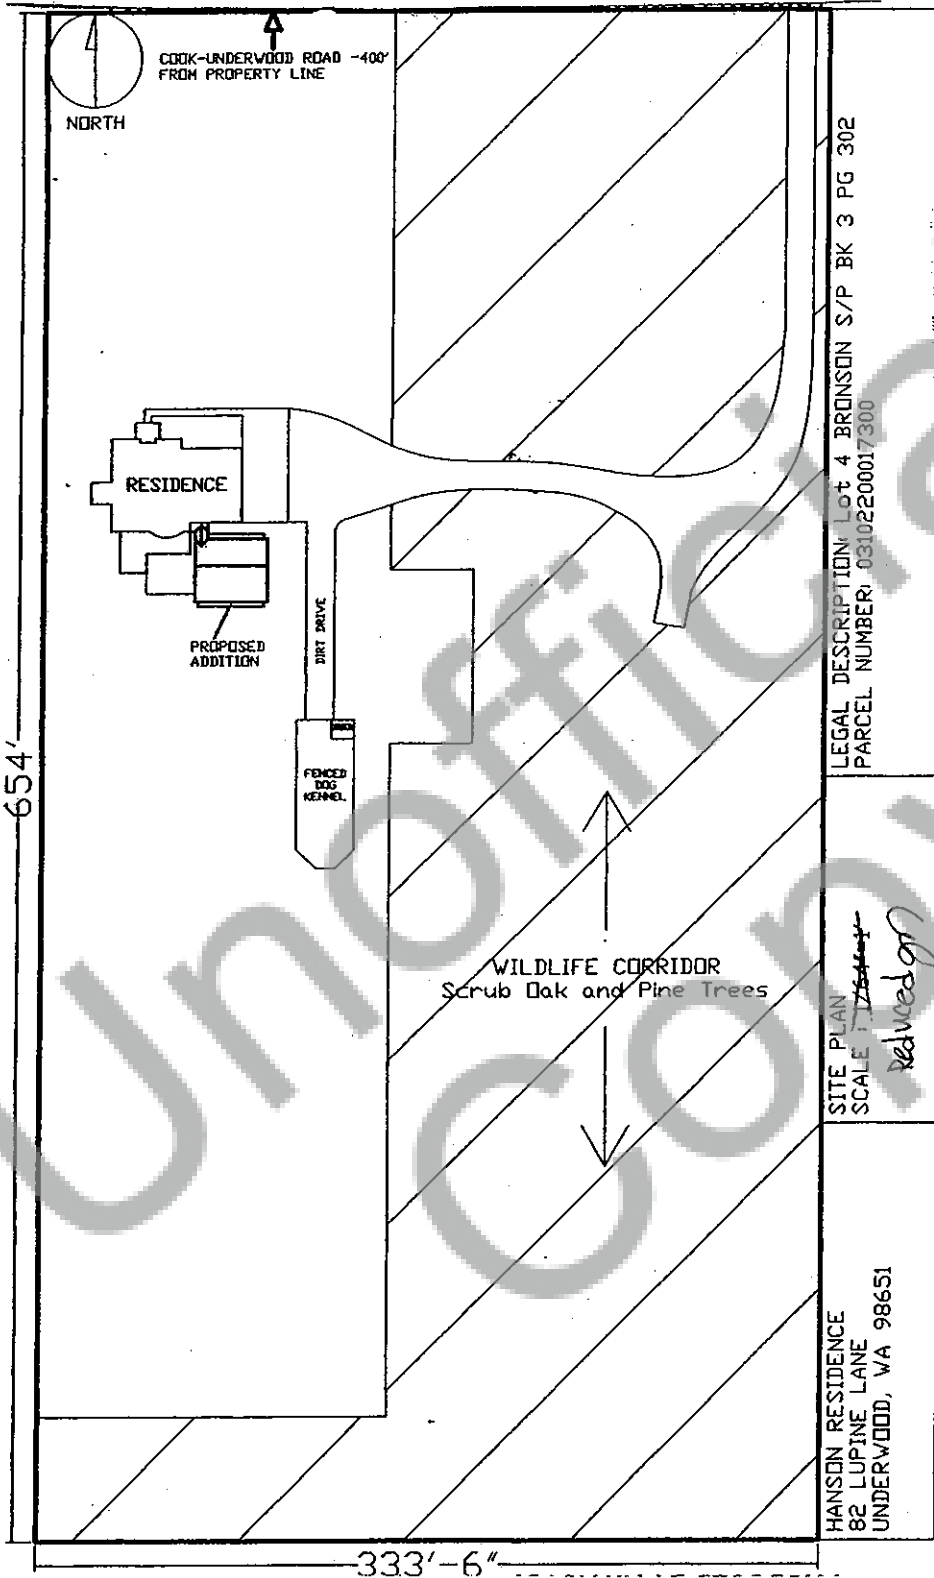 COOK-UNDERWOOD ROAD ~400'
FROM PROPERTY LINE
NORTH
RESIDENCE
PROPOSED
ADDITION
DIRT DRIVE
FENCED
DOG
KENNEL
654'
WILDLIFE CORRIDOR
Scrub Oak and Pine Trees
333'-6"
LEGAL DESCRIPTION: Lot 4 BRONSON S/P BK 3 PG 302
PARCEL NUMBER: 03102200017300
SITE PLAN
SCALE :
Reduced
HANSON RESIDENCE
82 LUPINE LANE
UNDERWOOD, WA 98651
Unofficial
Copy